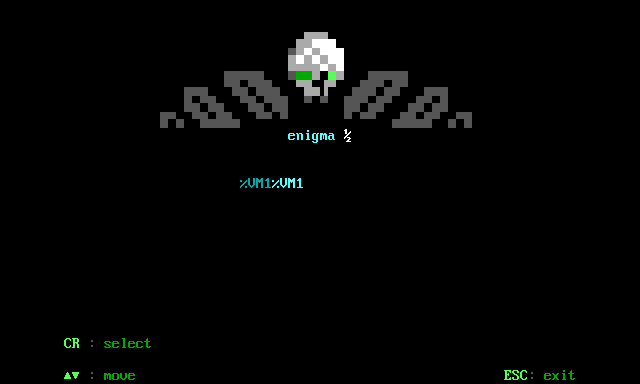 enigma ½
%VM1%VM1
CR : select
▲▼ : move
ESC: exit